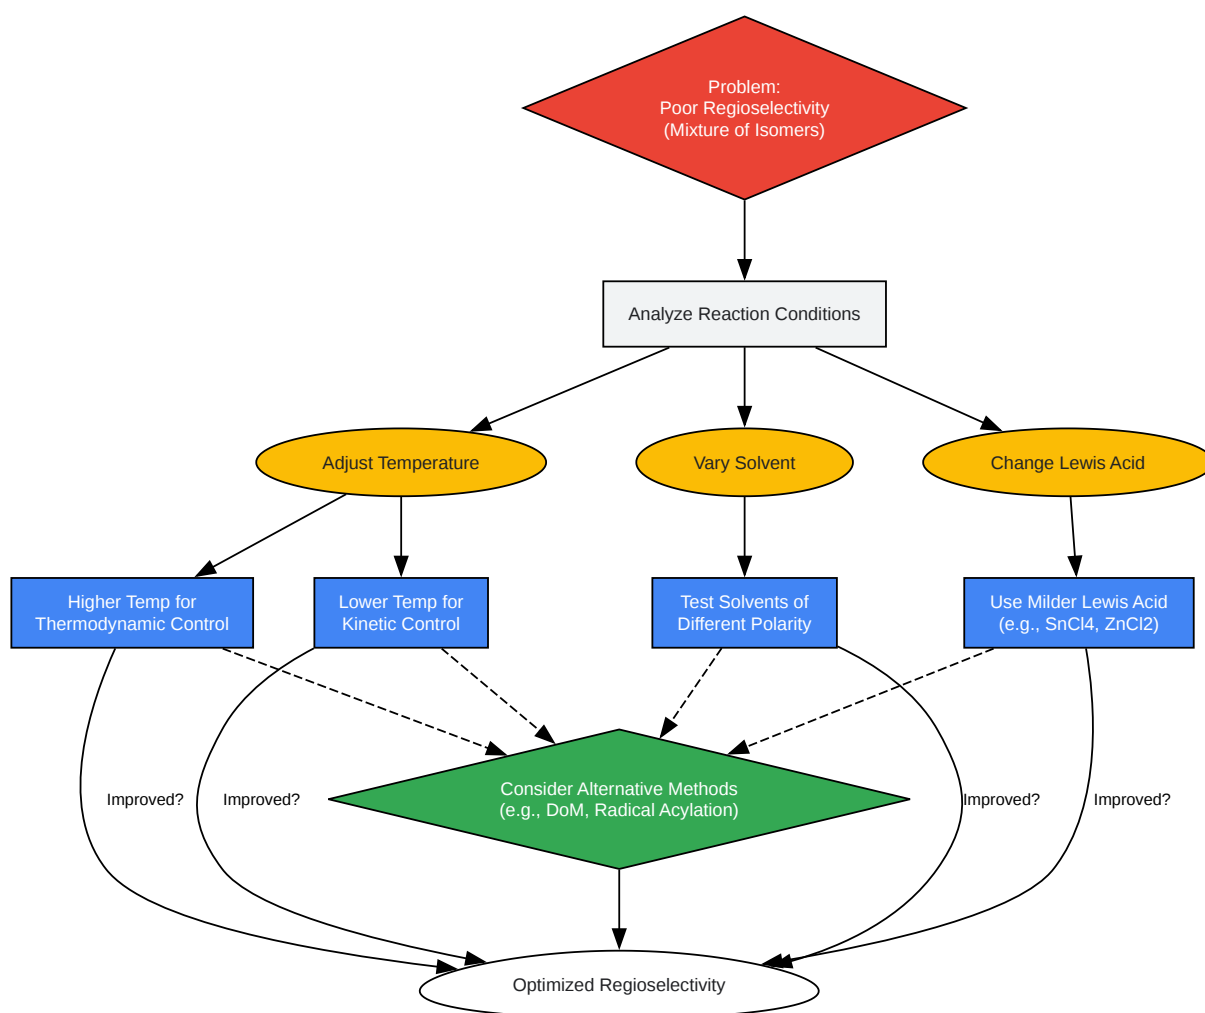 Problem:
Poor Regioselectivity
(Mixture of Isomers)
Analyze Reaction Conditions
Adjust Temperature
Vary Solvent
Change Lewis Acid
Higher Temp for
Thermodynamic Control
Lower Temp for
Kinetic Control
Test Solvents of
Different Polarity
Use Milder Lewis Acid
(e.g., SnCl4, ZnCl2)
Consider Alternative Methods
(e.g., DoM, Radical Acylation)
Improved?
Improved?
Improved?
Improved?
Optimized Regioselectivity